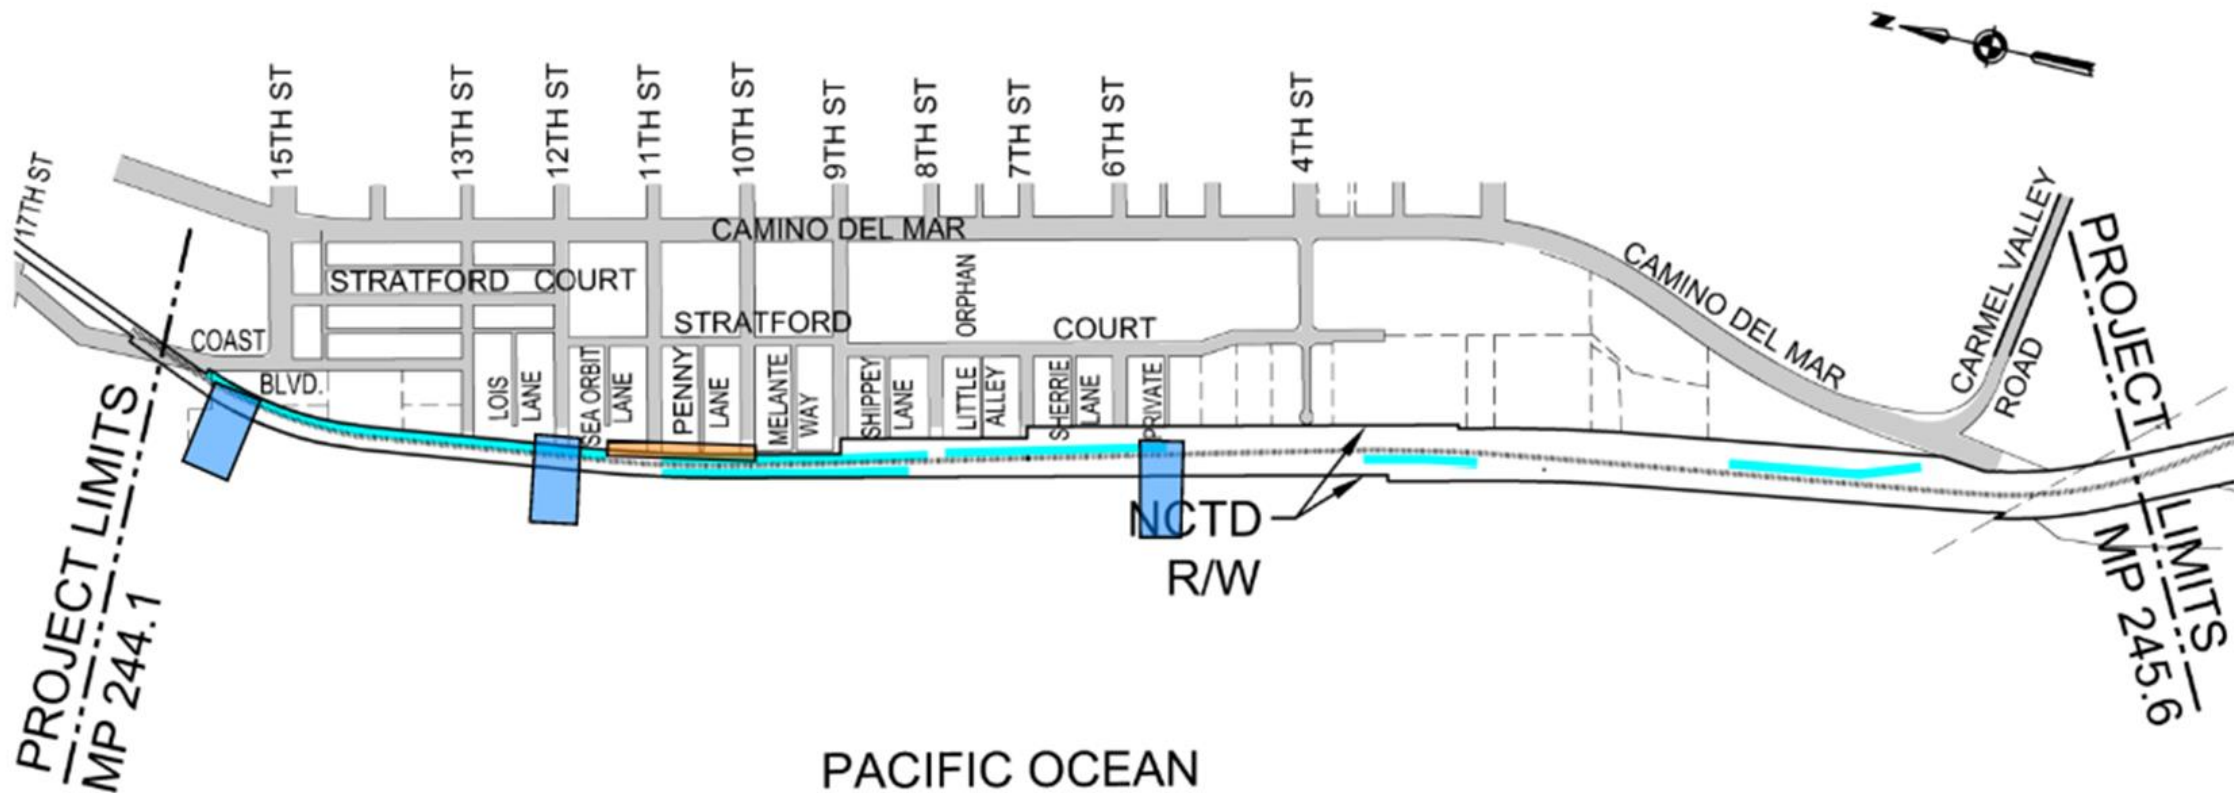 N
17TH ST
15TH ST
13TH ST
12TH ST
11TH ST
10TH ST
9TH ST
8TH ST
7TH ST
6TH ST
4TH ST
CAMINO DEL MAR
STRATFORD COURT
STRATFORD COURT
ORPHAN
COAST
BLVD.
LOIS
LANE
SEA ORBIT
LANE
PENNY
LANE
MELANTE
WAY
SHIPPEY
LANE
LITTLE
ALLEY
SHERRIE
LANE
PRIVATE
CAMINO DEL MAR
CARMEL VALLEY
ROAD
PROJECT LIMITS
MP 244.1
PROJECT LIMITS
MP 245.6
NCTD
R/W
PACIFIC OCEAN